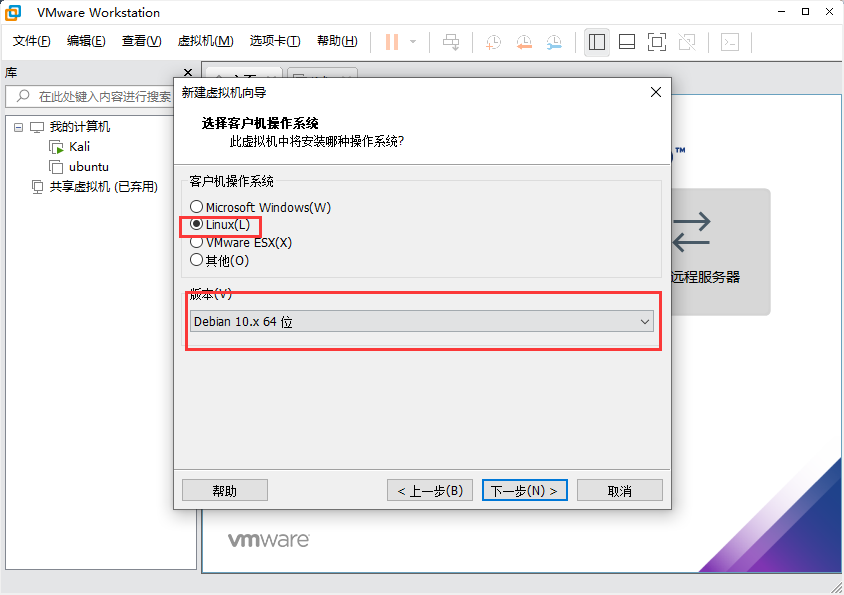 VMware Workstation
文件(F) 编辑(E) 查看(V) 虚拟机(M) 选项卡(T) 帮助(H)
库
在此处键入内容进行搜索
我的计算机
Kali
ubuntu
共享虚拟机 (已弃用)
新建虚拟机向导
选择客户机操作系统
此虚拟机中将安装哪种操作系统?
客户机操作系统
Microsoft Windows(W)
Linux(L)
VMware ESX(X)
其他(O)
版本(V)
Debian 10.x 64 位
帮助
< 上一步(B)
下一步(N) >
取消
™
远程服务器
vmware